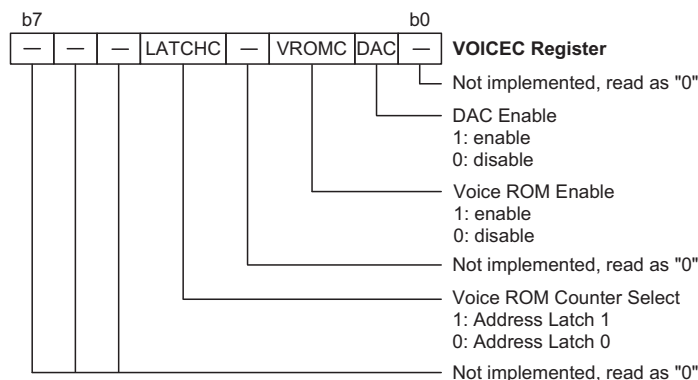 b7 b0
— — — LATCHC — VROMC DAC — VOICEC Register
Not implemented, read as "0"
DAC Enable
1: enable
0: disable
Voice ROM Enable
1: enable
0: disable
Not implemented, read as "0"
Voice ROM Counter Select
1: Address Latch 1
0: Address Latch 0
Not implemented, read as "0"